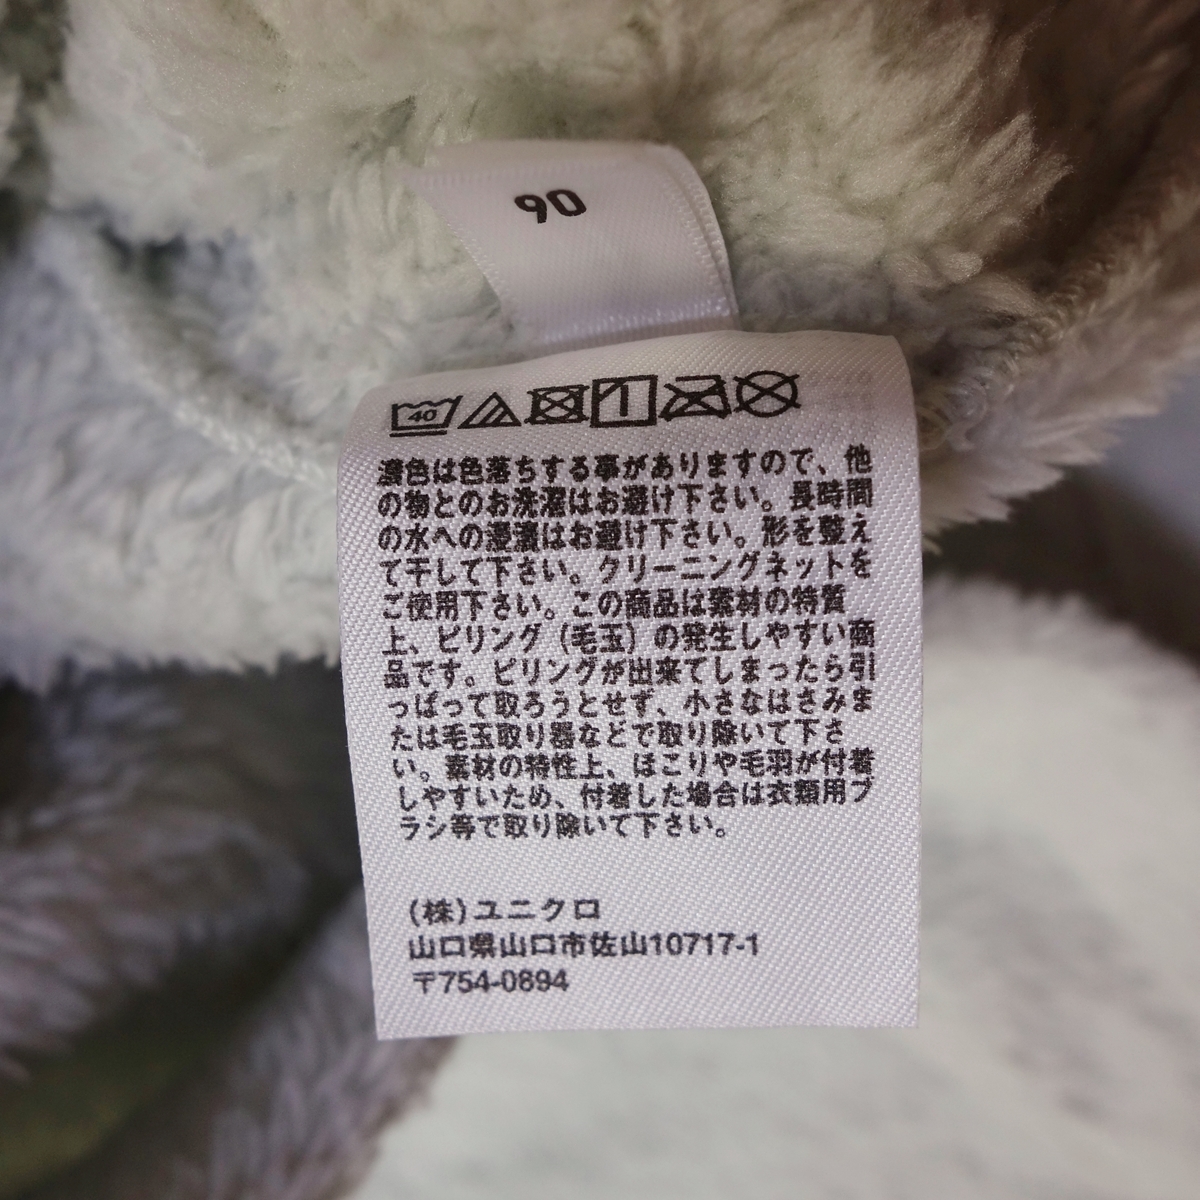 90
40
濃色は色落ちする事がありますので、他
の物とのお洗濯はお避け下さい。長時間
の水への浸漬はお避け下さい。形を整え
て干して下さい。クリーニングネットを
ご使用下さい。この商品は素材の特質
上、ピリング（毛玉）の発生しやすい商
品です。ピリングが出来てしまったら引
っぱって取ろうとせず、小さなはさみま
たは毛玉取り器などで取り除いて下さ
い。素材の特性上、ほこりや毛羽が付着
しやすいため、付着した場合は衣類用ブ
ラシ等で取り除いて下さい。
(株)ユニクロ
山口県山口市佐山10717-1
〒754-0894